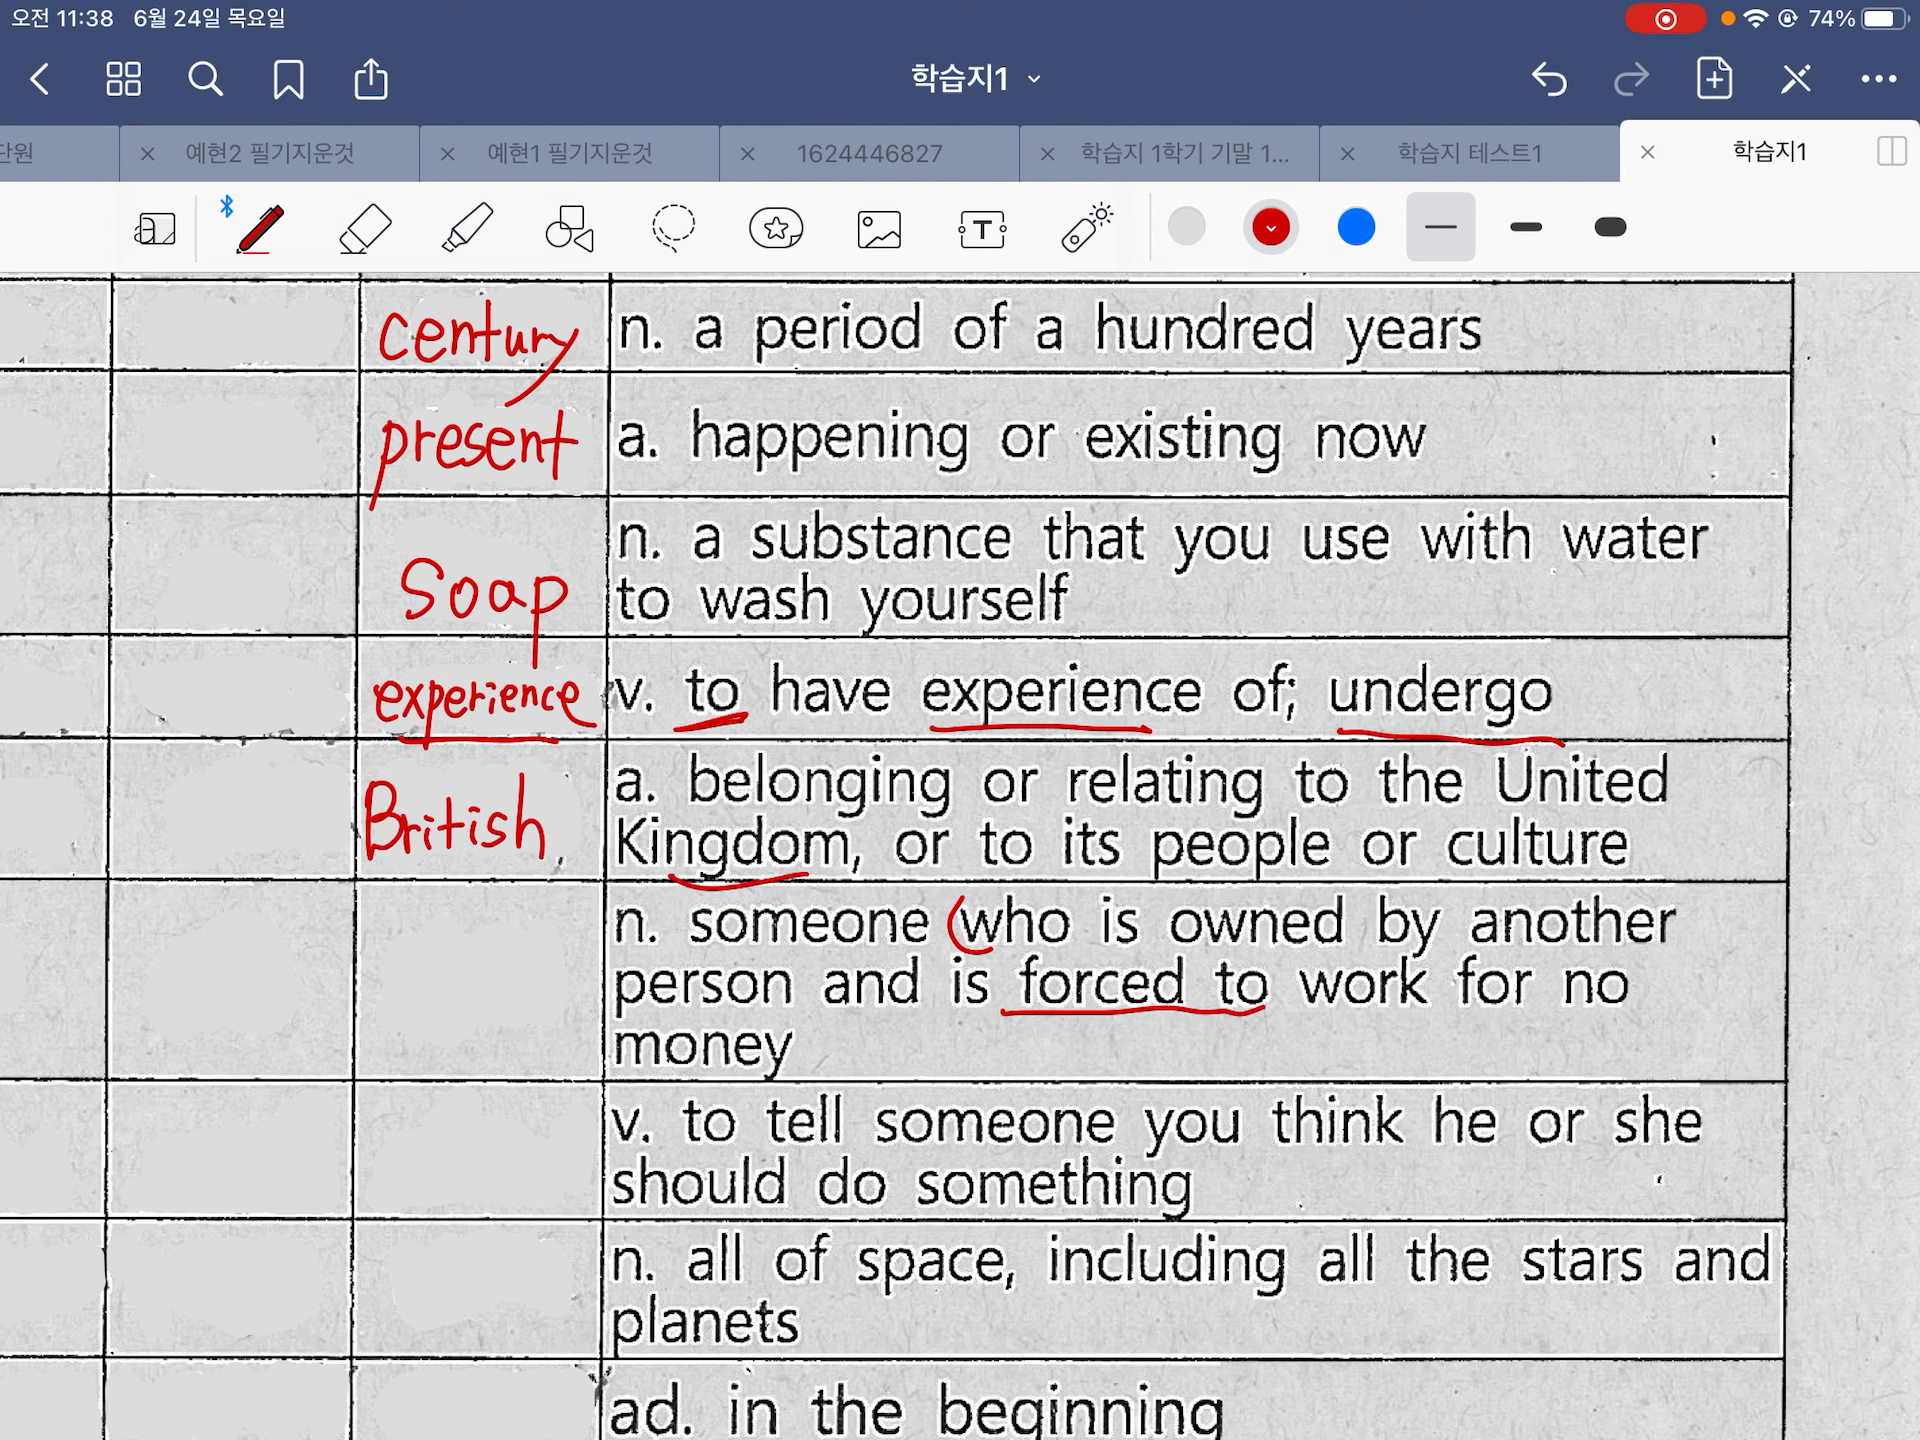 오전 11:38 6월 24일 목요일
74%
학습지1
단원
예현2 필기지운것
예현1 필기지운것
1624446827
학습지 1학기 기말 1...
학습지 테스트1
학습지1
century n. a period of a hundred years
present a. happening or existing now
soap n. a substance that you use with water
to wash yourself
experience v. to have experience of; undergo
British a. belonging or relating to the United
Kingdom, or to its people or culture
n. someone (who is owned by another
person and is forced to work for no
money
v. to tell someone you think he or she
should do something
n. all of space, including all the stars and
planets
ad. in the beginning